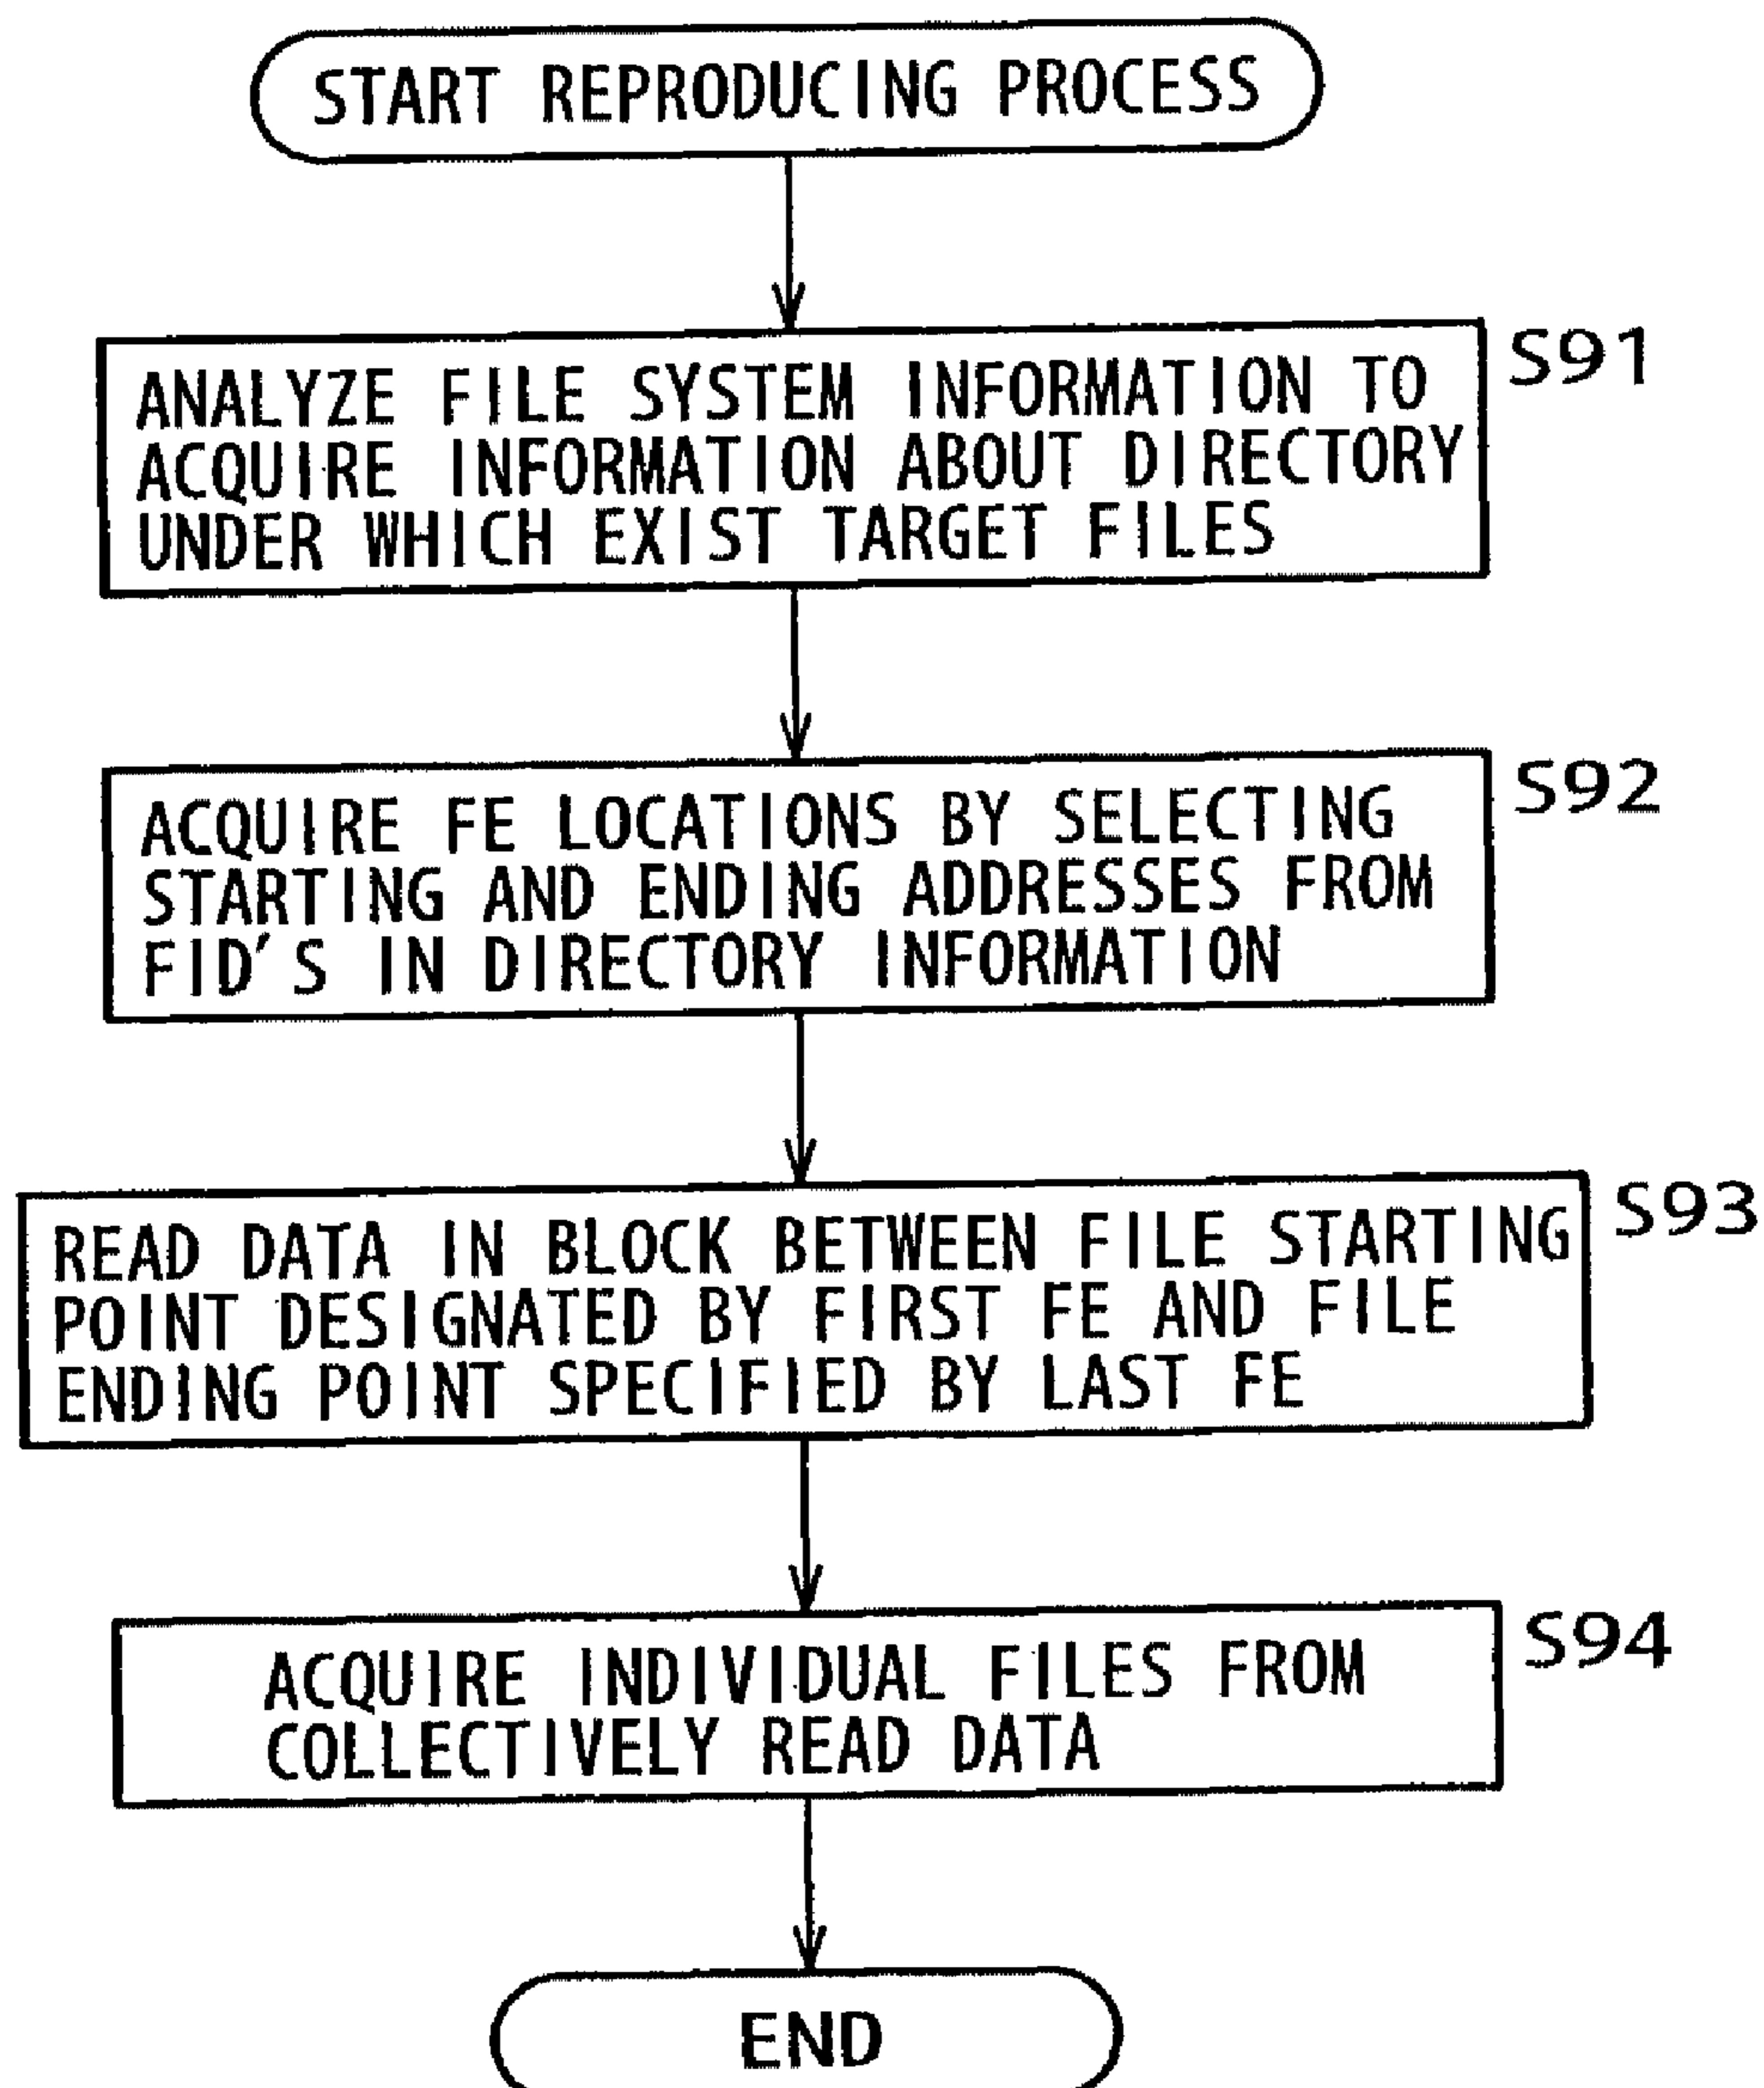 START REPRODUCING PROCESS
S91
ANALYZE FILE SYSTEM INFORMATION TO
ACQUIRE INFORMATION ABOUT DIRECTORY
UNDER WHICH EXIST TARGET FILES
S92
ACQUIRE FE LOCATIONS BY SELECTING
STARTING AND ENDING ADDRESSES FROM
FID'S IN DIRECTORY INFORMATION
S93
READ DATA IN BLOCK BETWEEN FILE STARTING
POINT DESIGNATED BY FIRST FE AND FILE
ENDING POINT SPECIFIED BY LAST FE
S94
ACQUIRE INDIVIDUAL FILES FROM
COLLECTIVELY READ DATA
END